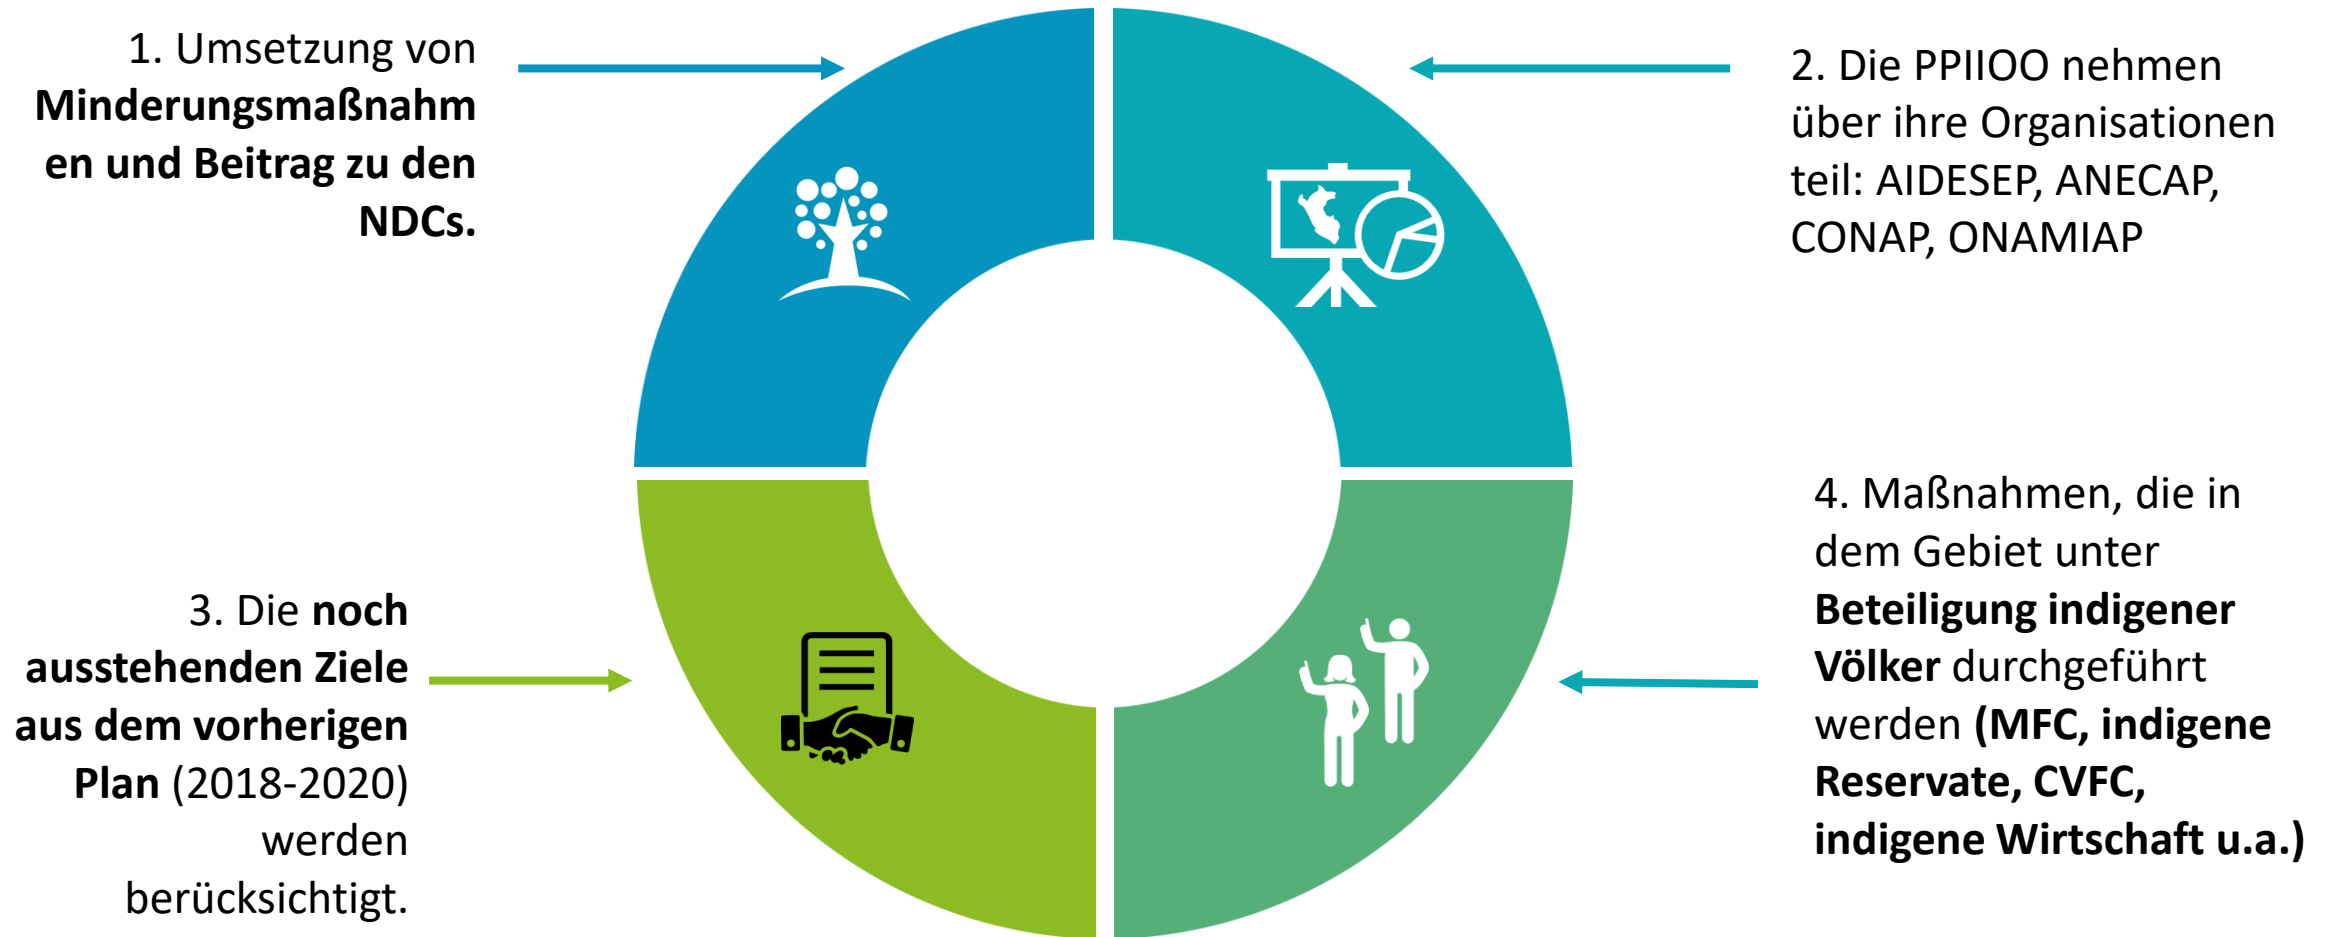 1. Umsetzung von
Minderungsmaßnahm
en und Beitrag zu den
NDCs.
2. Die PPIIOO nehmen
über ihre Organisationen
teil: AIDESEP, ANECAP,
CONAP, ONAMIAP
3. Die noch
ausstehenden Ziele
aus dem vorherigen
Plan (2018-2020)
werden
berücksichtigt.
4. Maßnahmen, die in
dem Gebiet unter
Beteiligung indigener
Völker durchgeführt
werden (MFC, indigene
Reservate, CVFC,
indigene Wirtschaft u.a.)